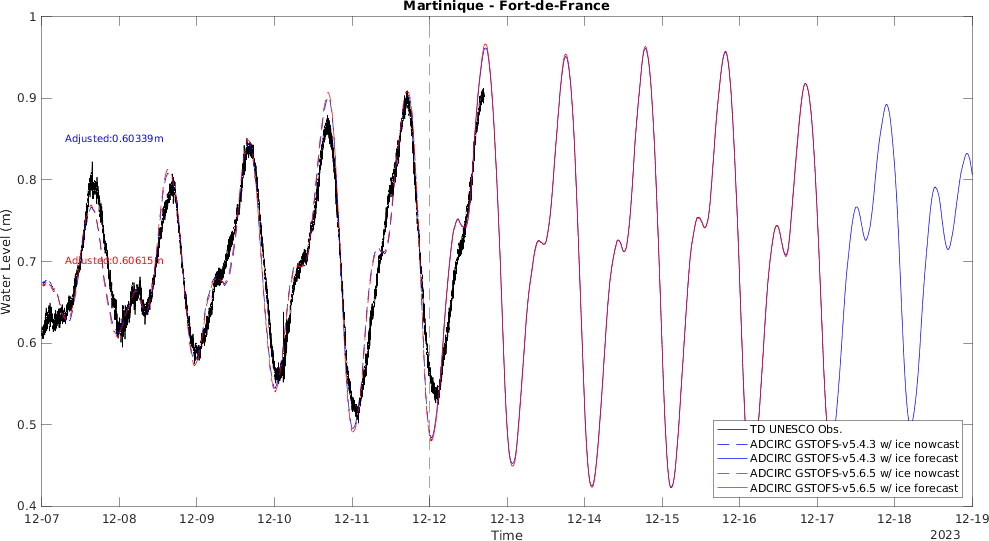 Martinique - Fort-de-France
1
0.9
0.8
0.7
0.6
0.5
0.4
Water Level (m)
Adjusted:0.60339m
Adjusted:0.60615m
TD UNESCO Obs.
ADCIRC GSTOFS-v5.4.3 w/ ice nowcast
ADCIRC GSTOFS-v5.4.3 w/ ice forecast
ADCIRC GSTOFS-v5.6.5 w/ ice nowcast
ADCIRC GSTOFS-v5.6.5 w/ ice forecast
12-07 12-08 12-09 12-10 12-11 12-12 12-13 12-14 12-15 12-16 12-17 12-18 12-19
Time
2023